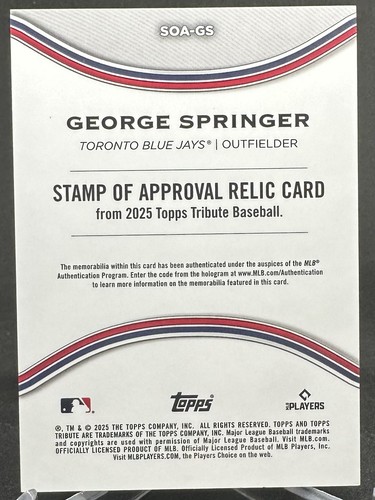 SOA-GS
GEORGE SPRINGER
TORONTO BLUE JAYS® | OUTFIELDER
STAMP OF APPROVAL RELIC CARD
from 2025 Topps Tribute Baseball.
The memorabilia within this card has been authenticated under the auspices of the MLB®
Authentication Program. Enter the code from the hologram at www.MLB.com/Authentication
to learn more information on the memorabilia featured in this card.
topps
MLB PLAYERS
®, TM & © 2025 THE TOPPS COMPANY, INC. ALL RIGHTS RESERVED. TOPPS AND TOPPS
TRIBUTE ARE TRADEMARKS OF THE TOPPS COMPANY, INC. Major League Baseball trademarks
and copyrights are used with permission of Major League Baseball. Visit MLB.com.
OFFICIALLY LICENSED PRODUCT OF MLB. Officially Licensed Product of MLB Players, Inc.
Visit MLBPLAYERS.COM, the Players Choice on the web.